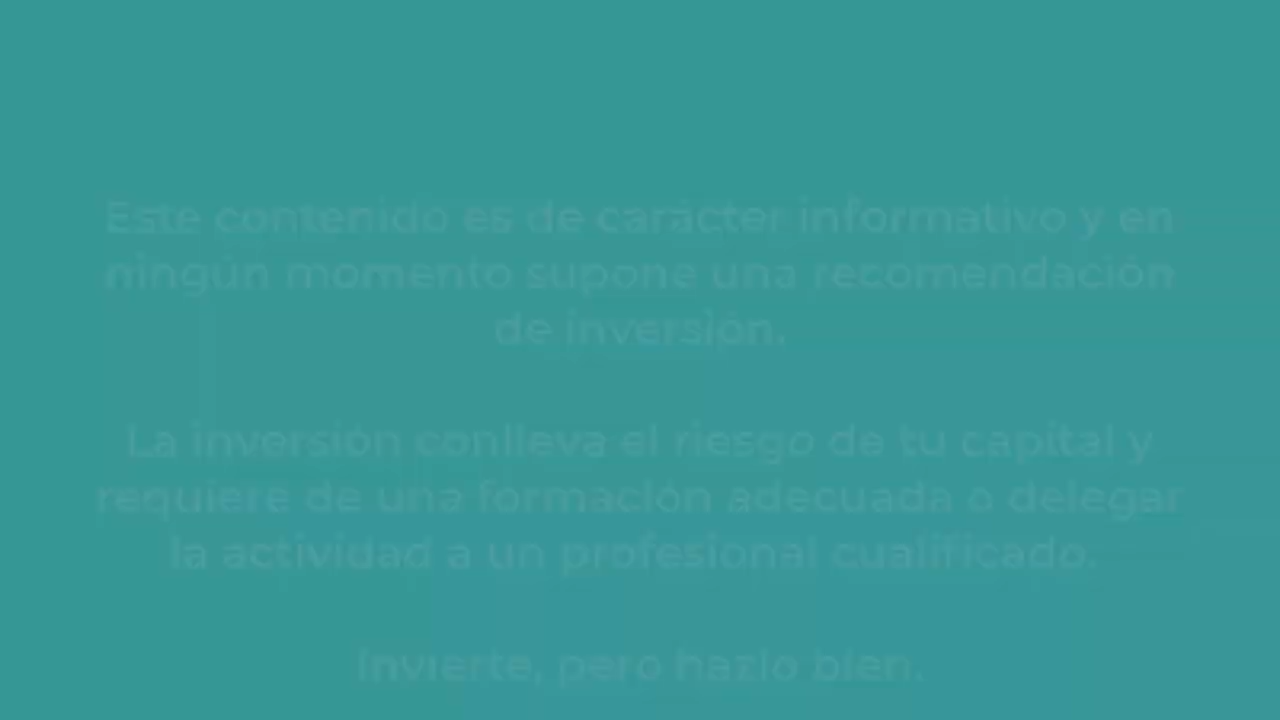 Este contenido es de carácter informativo y en
ningún momento supone una recomendación
de inversión.
La inversión conlleva el riesgo de tu capital y
requiere de una formación adecuada o delegar
la actividad a un profesional cualificado.
Invierte, pero hazlo bien.